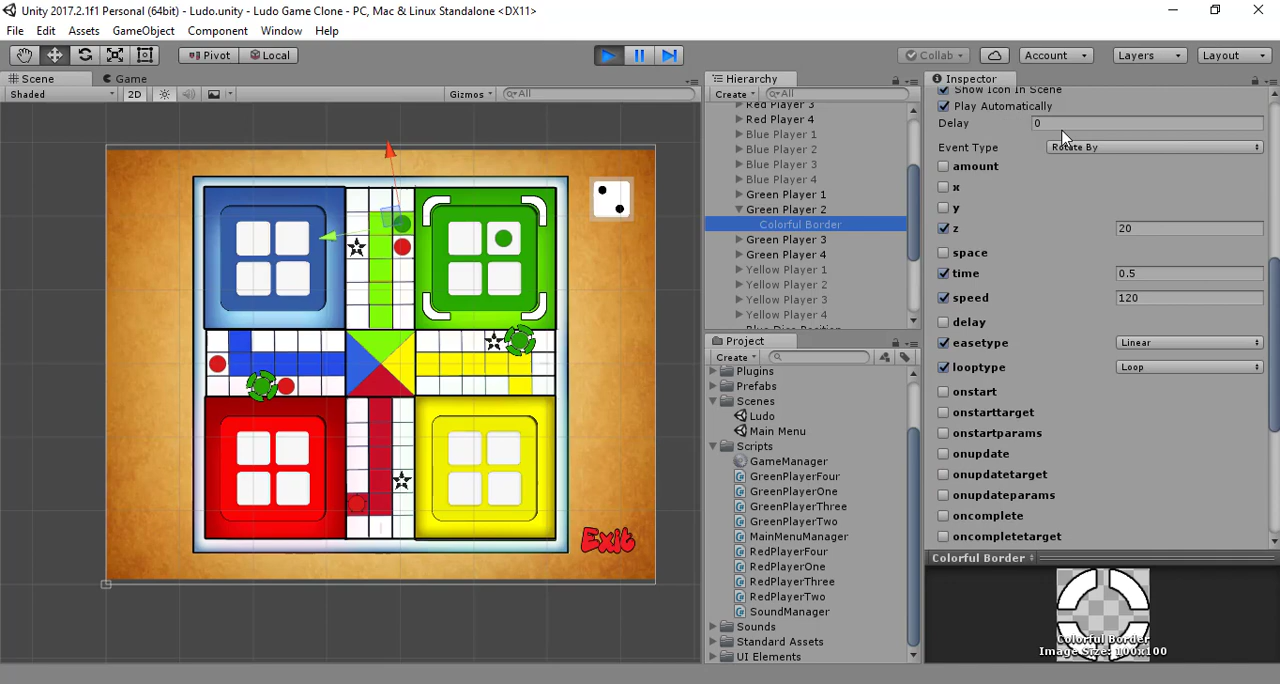 Unity 2017.2.1f1 Personal (64bit) - Ludo.unity - Ludo Game Clone - PC, Mac & Linux Standalone <DX11>
File Edit Assets GameObject Component Window Help
Pivot Local Collab Account Layers Layout
Scene Game
Shaded 2D Gizmos All
Exit
Hierarchy
Create All
Red Player 3
Red Player 4
Blue Player 1
Blue Player 2
Blue Player 3
Blue Player 4
Green Player 1
Green Player 2
Colorful Border
Green Player 3
Green Player 4
Yellow Player 1
Yellow Player 2
Yellow Player 3
Yellow Player 4
Blue Dice Position
Project
Create
Plugins
Prefabs
Scenes
Ludo
Main Menu
Scripts
GameManager
GreenPlayerFour
GreenPlayerOne
GreenPlayerThree
GreenPlayerTwo
MainMenuManager
RedPlayerFour
RedPlayerOne
RedPlayerThree
RedPlayerTwo
SoundManager
Sounds
Standard Assets
UI Elements
Inspector
Show Icon In Scene
Play Automatically
Delay 0
Event Type Rotate By
amount
x
y
z 20
space
time 0.5
speed 120
delay
easetype Linear
looptype Loop
onstart
onstarttarget
onstartparams
onupdate
onupdatetarget
onupdateparams
oncomplete
oncompletetarget
Colorful Border
Colorful Border
Image Size: 100x100